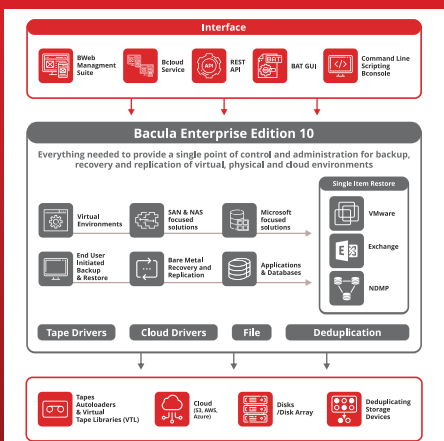 Interface
BWeb
Managment
Suite
Bcloud
Service
API
REST
API
BAT
BAT GUI
</>
Command Line
Scripting
Bconsole
Bacula Enterprise Edition 10
Everything needed to provide a single point of control and administration for backup,
recovery and replication of virtual, physical and cloud environments
Virtual
Environments
SAN & NAS
focused
solutions
Microsoft
focused
solutions
End User
Initiated
Backup
& Restore
Bare Metal
Recovery and
Replication
Applications
& Databases
Single Item Restore
VMware
Exchange
NDMP
Tape Drivers
Cloud Drivers
File
Deduplication
Tapes
Autoloaders
& Virtual
Tape Libraries (VTL)
Cloud
(S3, AWS,
Azure)
Disks
/Disk Array
Deduplicating
Storage
Devices